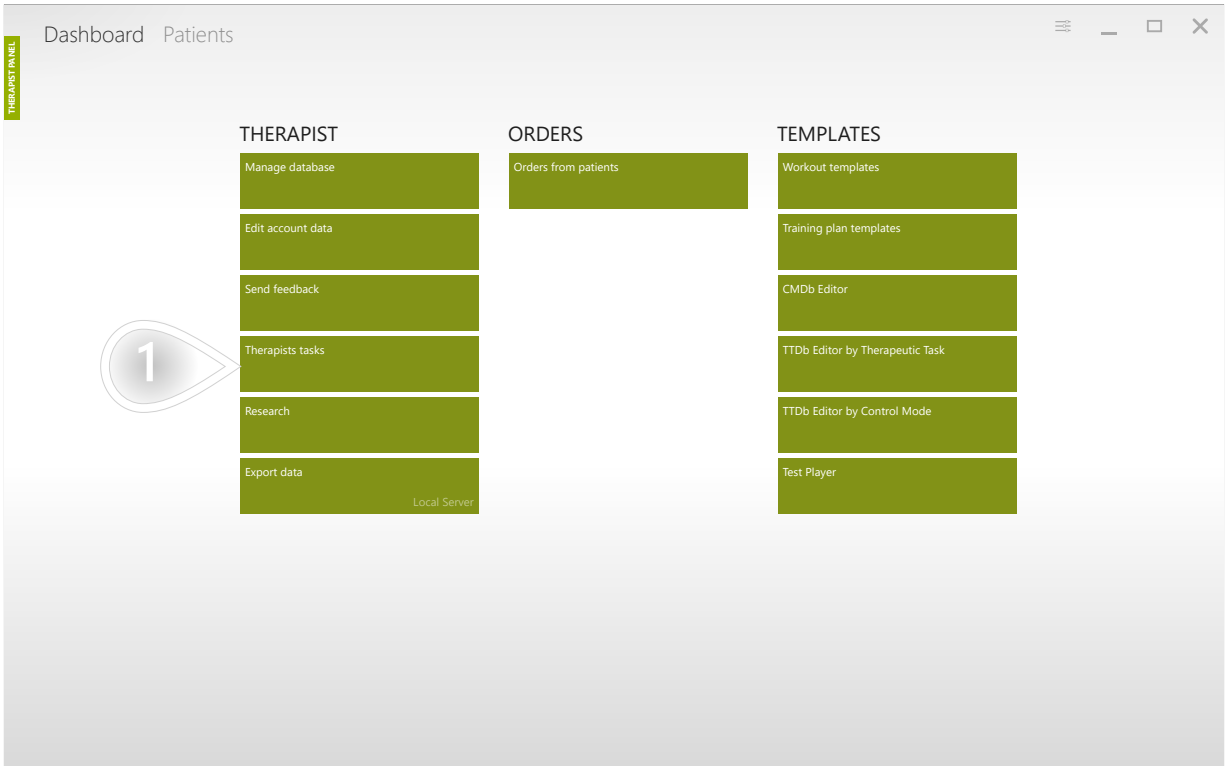 Dashboard Patients
THERAPIST PANEL
THERAPIST
Manage database
Edit account data
Send feedback
Therapists tasks
Research
Export data
Local Server
1
ORDERS
Orders from patients
TEMPLATES
Workout templates
Training plan templates
CMDb Editor
TTDb Editor by Therapeutic Task
TTDb Editor by Control Mode
Test Player